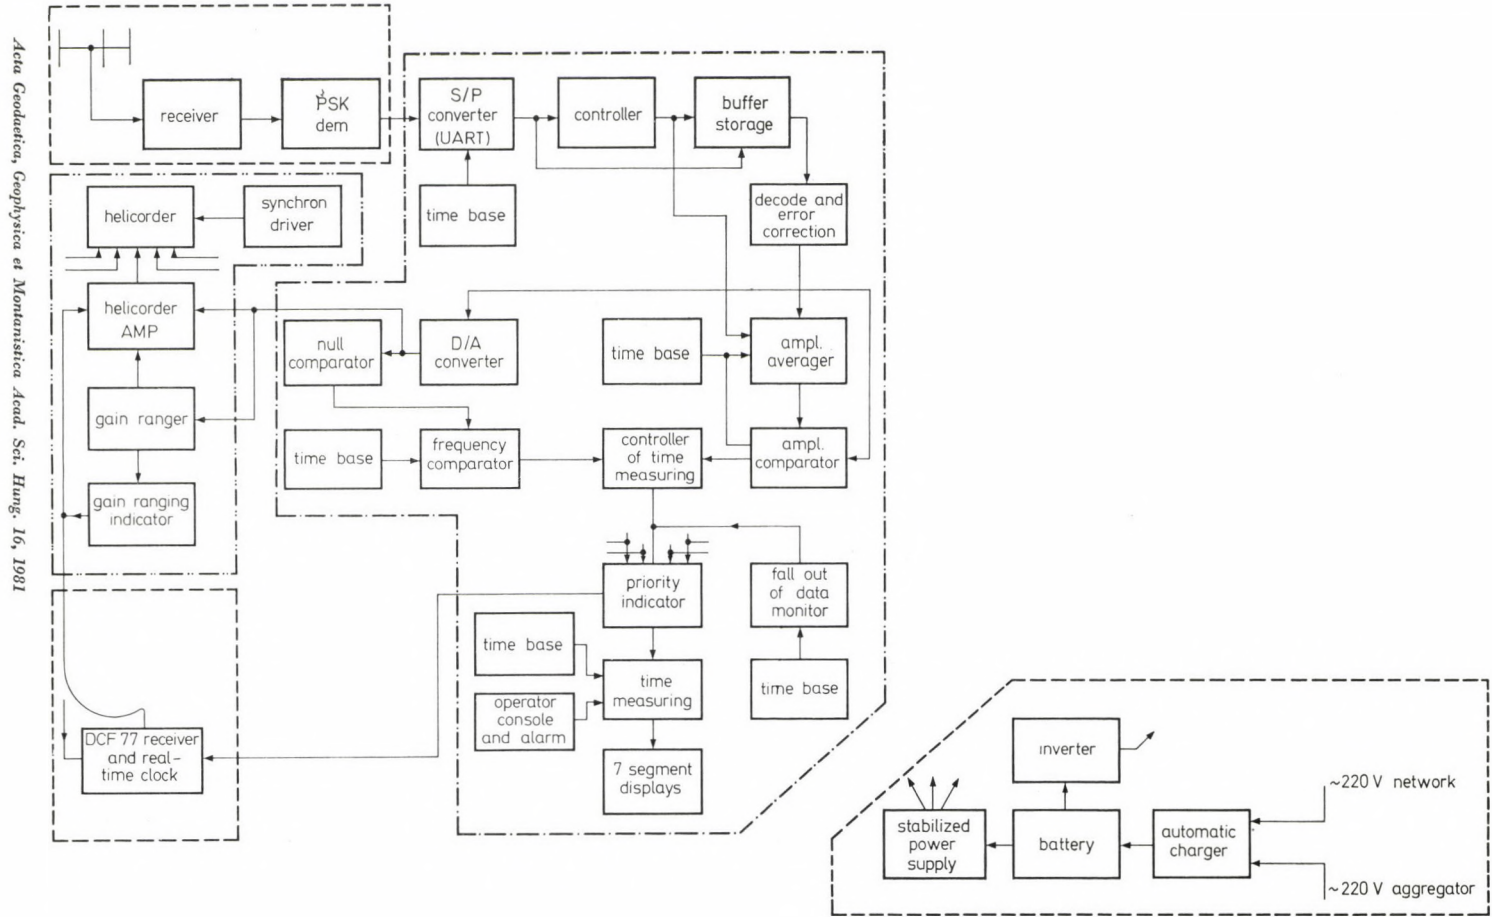 Acta Geodaetica, Geophysica et Montanistica Acad. Sci. Hung. 16, 1981
receiver
PSK
dem
S/P
converter
(UART)
controller
buffer
storage
time base
decode and
error
correction
helicorder
synchron
driver
helicorder
AMP
gain ranger
gain ranging
indicator
null
comparator
D/A
converter
time base
ampl.
averager
time base
frequency
comparator
controller
of time
measuring
ampl.
comparator
priority
indicator
fall out
of data
monitor
time base
time base
operator
console
and alarm
time
measuring
7 segment
displays
DCF 77 receiver
and real-
time clock
inverter
stabilized
power
supply
battery
automatic
charger
~220 V network
~220 V aggregator